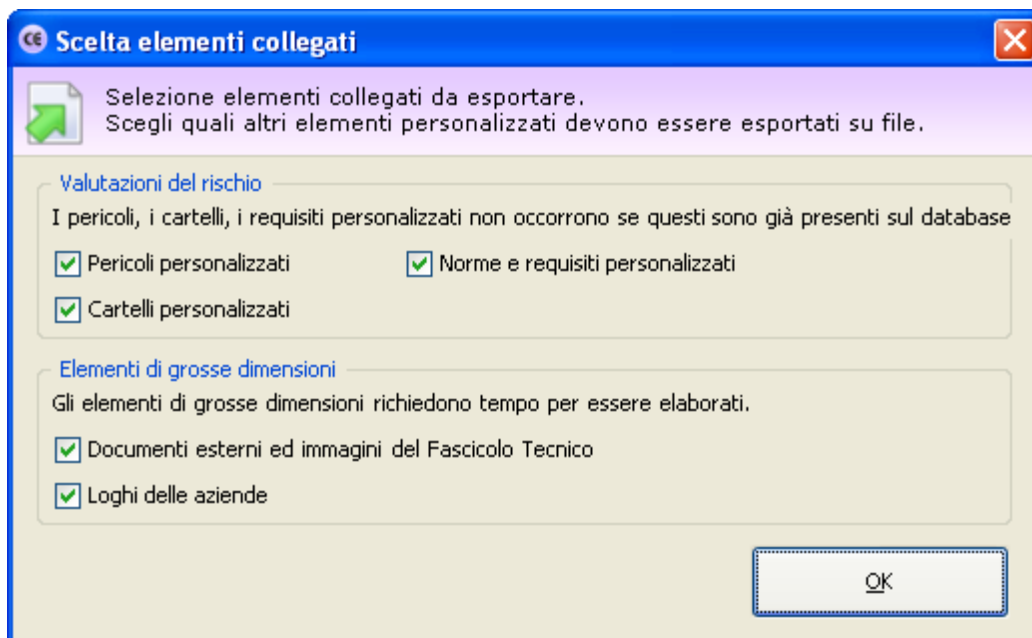 CE Scelta elementi collegati
Selezione elementi collegati da esportare.
Scegli quali altri elementi personalizzati devono essere esportati su file.
Valutazioni del rischio
I pericoli, i cartelli, i requisiti personalizzati non occorrono se questi sono già presenti sul database
Pericoli personalizzati Norme e requisiti personalizzati
Cartelli personalizzati
Elementi di grosse dimensioni
Gli elementi di grosse dimensioni richiedono tempo per essere elaborati.
Documenti esterni ed immagini del Fascicolo Tecnico
Loghi delle aziende
OK